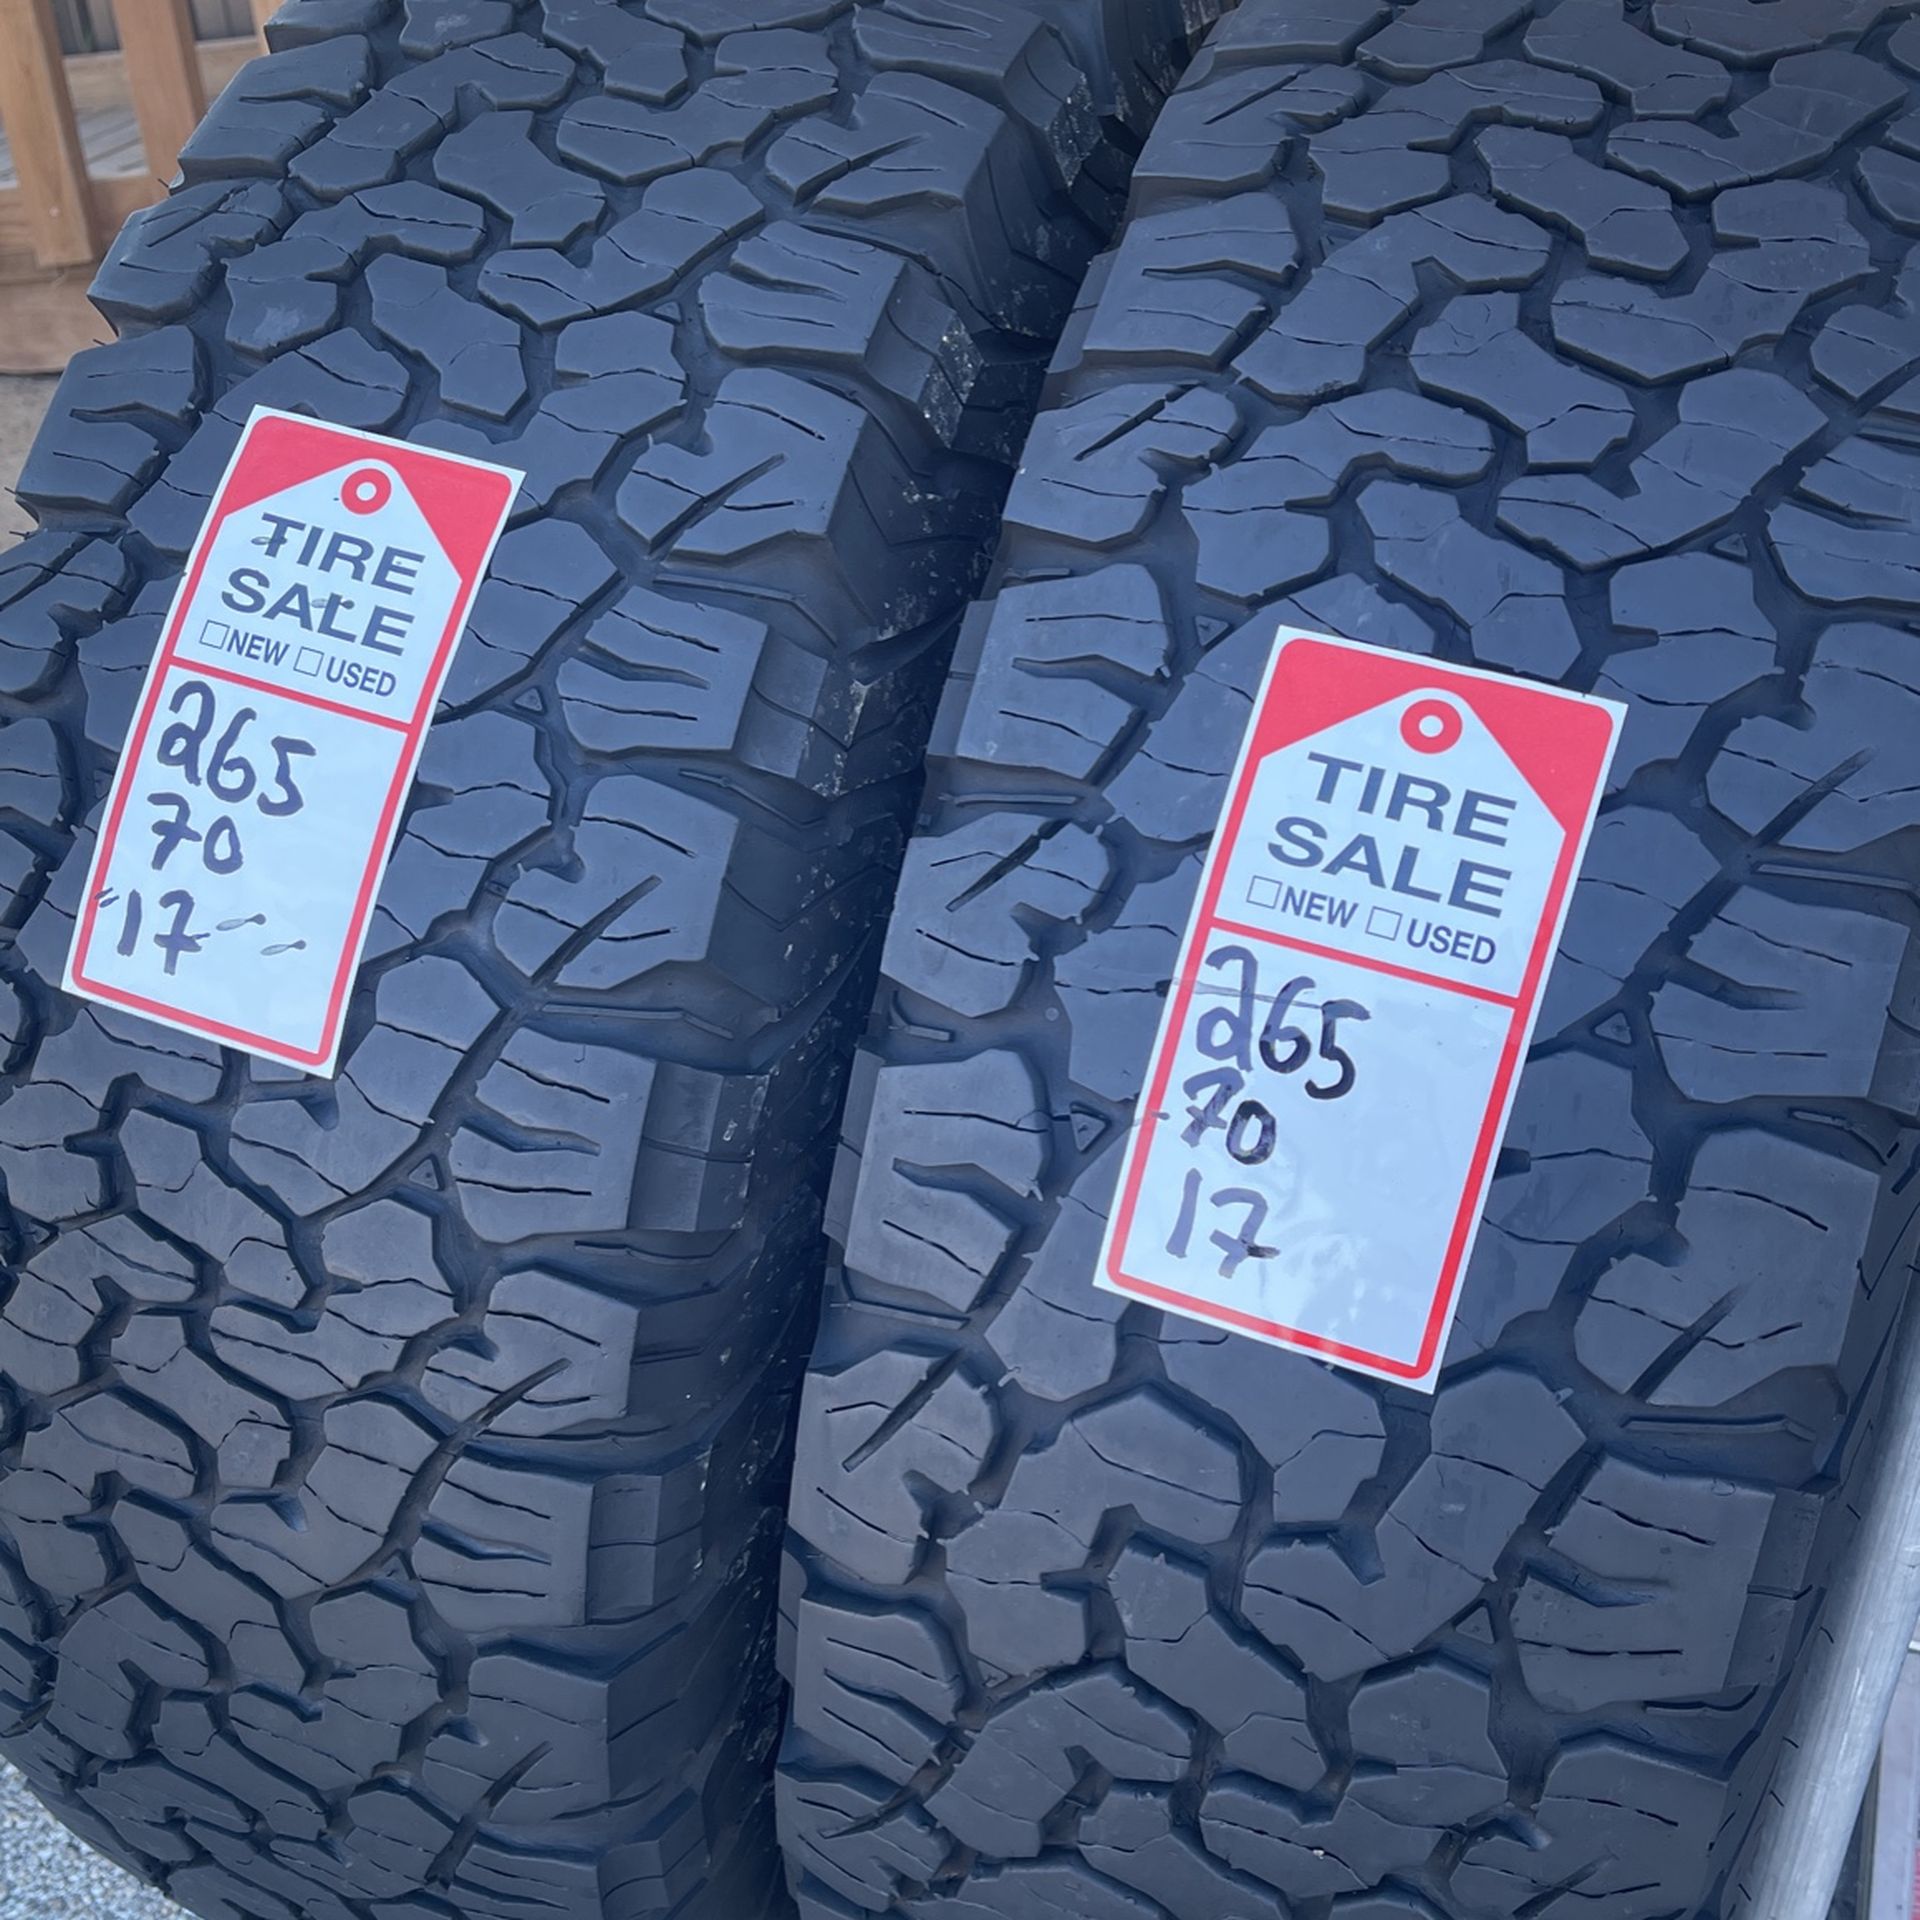 TIRE
SALE
☐NEW ☐USED
265
70
17
TIRE
SALE
☐NEW ☐USED
265
70
17